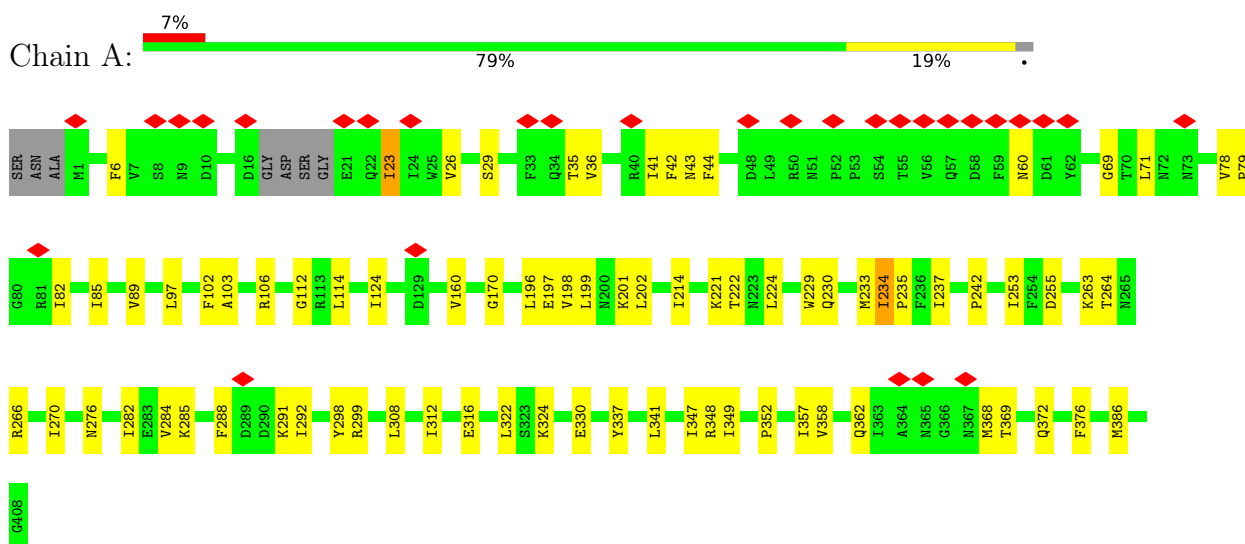 7%
Chain A:
79% 19% •
SER ASN ALA M1 F6 V7 S8 N9 D10 D16 GLY ASP SER GLY E21 Q22 I23 I24 W25 V26 S29 F33 Q34 T35 V36 R40 I41 F42 N43 F44 D48 L49 R50 N51 P52 P53 S54 T55 V56 Q57 D58 F59 N60 D61 Y62 G69 T70 L71 N72 N73 V78 P79
G80 R81 I82 I85 V89 L97 F102 A103 R106 G112 R113 L114 I124 D129 V160 G170 L196 E197 V198 L199 N200 K201 L202 I214 K221 T222 N223 L224 W229 Q230 M233 I234 P235 F236 I237 P242 I253 F254 D255 K263 T264 N265
R266 I270 N276 I282 E283 V284 K285 F288 D289 D290 K291 I292 Y298 R299 L308 I312 E316 L322 S323 K324 E330 Y337 L341 I347 R348 I349 P352 I357 V358 Q362 I363 A364 N365 G366 N367 M368 T369 Q372 F376 M386
G408